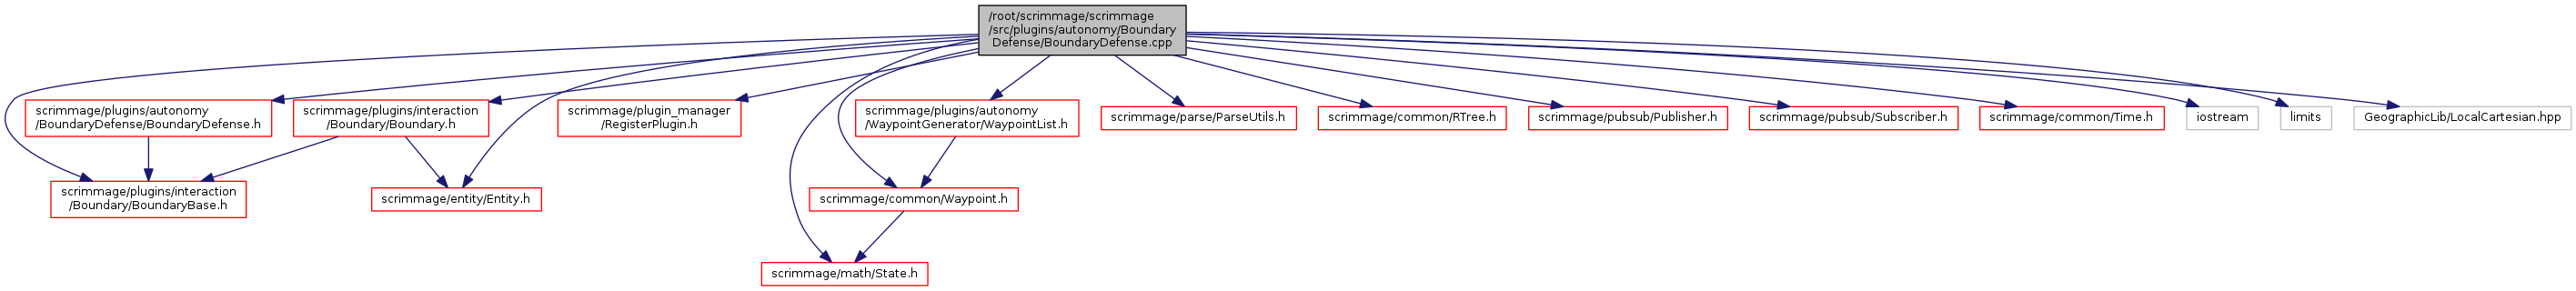 /root/scrimmage/scrimmage
/src/plugins/autonomy/Boundary
Defense/BoundaryDefense.cpp
scrimmage/plugins/autonomy
/BoundaryDefense/BoundaryDefense.h
scrimmage/plugins/interaction
/Boundary/Boundary.h
scrimmage/plugin_manager
/RegisterPlugin.h
scrimmage/plugins/autonomy
/WaypointGenerator/WaypointList.h
scrimmage/parse/ParseUtils.h
scrimmage/common/RTree.h
scrimmage/pubsub/Publisher.h
scrimmage/pubsub/Subscriber.h
scrimmage/common/Time.h
iostream
limits
GeographicLib/LocalCartesian.hpp
scrimmage/plugins/interaction
/Boundary/BoundaryBase.h
scrimmage/entity/Entity.h
scrimmage/common/Waypoint.h
scrimmage/math/State.h